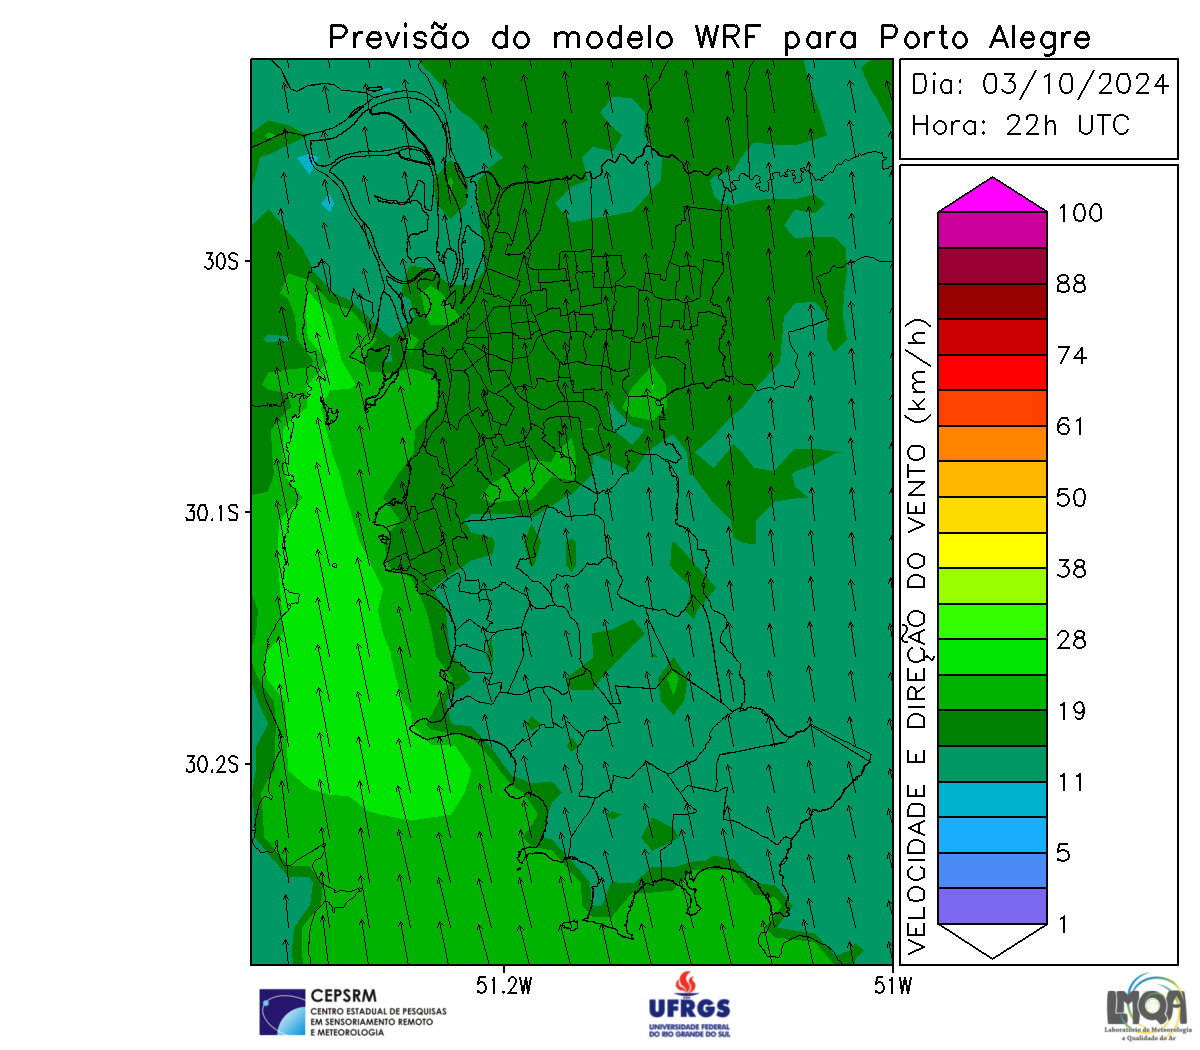 Previsão do modelo WRF para Porto Alegre
Dia: 03/10/2024
Hora: 22h UTC
VELOCIDADE E DIREÇÃO DO VENTO (km/h)
100
88
74
61
50
38
28
19
11
5
1
30S
30.1S
30.2S
51.2W
51W
CEPSRM
CENTRO ESTADUAL DE PESQUISAS
EM SENSORIAMENTO REMOTO
E METEOROLOGIA
UFRGS
UNIVERSIDADE FEDERAL
DO RIO GRANDE DO SUL
LMQA
Laboratório de Meteorologia
e Qualidade do Ar